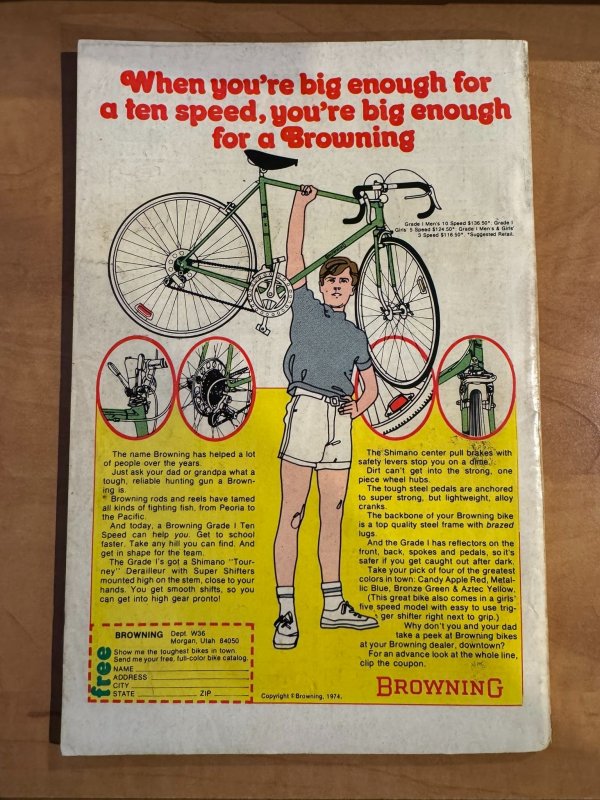 When you're big enough for
a ten speed, you're big enough
for a Browning
Grade I Men's 10 Speed $136.50* Grade I
Girls' 5 Speed $124.50* Grade I Men's & Girls'
3 Speed $116.50* *Suggested Retail.
The name Browning has helped a lot
of people over the years.
Just ask your dad or grandpa what a
tough, reliable hunting gun a Brown-
ing is.
Browning rods and reels have tamed
all kinds of fighting fish, from Peoria to
the Pacific.
And today, a Browning Grade I Ten
Speed can help you. Get to school
faster. Take any hill you can find. And
get in shape for the team.
The Grade I's got a Shimano "Tour-
ney" Derailleur with Super Shifters
mounted high on the stem, close to your
hands. You get smooth shifts, so you
can get into high gear pronto!
The Shimano center pull brakes with
safety levers stop you on a dime.
Dirt can't get into the strong, one
piece wheel hubs.
The tough steel pedals are anchored
to super strong, but lightweight, alloy
cranks.
The backbone of your Browning bike
is a top quality steel frame with brazed
lugs.
And the Grade I has reflectors on the
front, back, spokes and pedals, so it's
safer if you get caught out after dark.
Take your pick of four of the greatest
colors in town: Candy Apple Red, Metal-
lic Blue, Bronze Green & Aztec Yellow.
(This great bike also comes in a girls'
five speed model with easy to use trig-
ger shifter right next to grip.)
Why don't you and your dad
take a peek at Browning bikes
at your Browning dealer, downtown?
For an advance look at the whole line,
clip the coupon.
free
BROWNING Dept. W36
Morgan, Utah 84050
Show me the toughest bikes in town.
Send me your free, full-color bike catalog.
NAME
ADDRESS
CITY
STATE ZIP
Copyright © Browning, 1974.
BROWNING